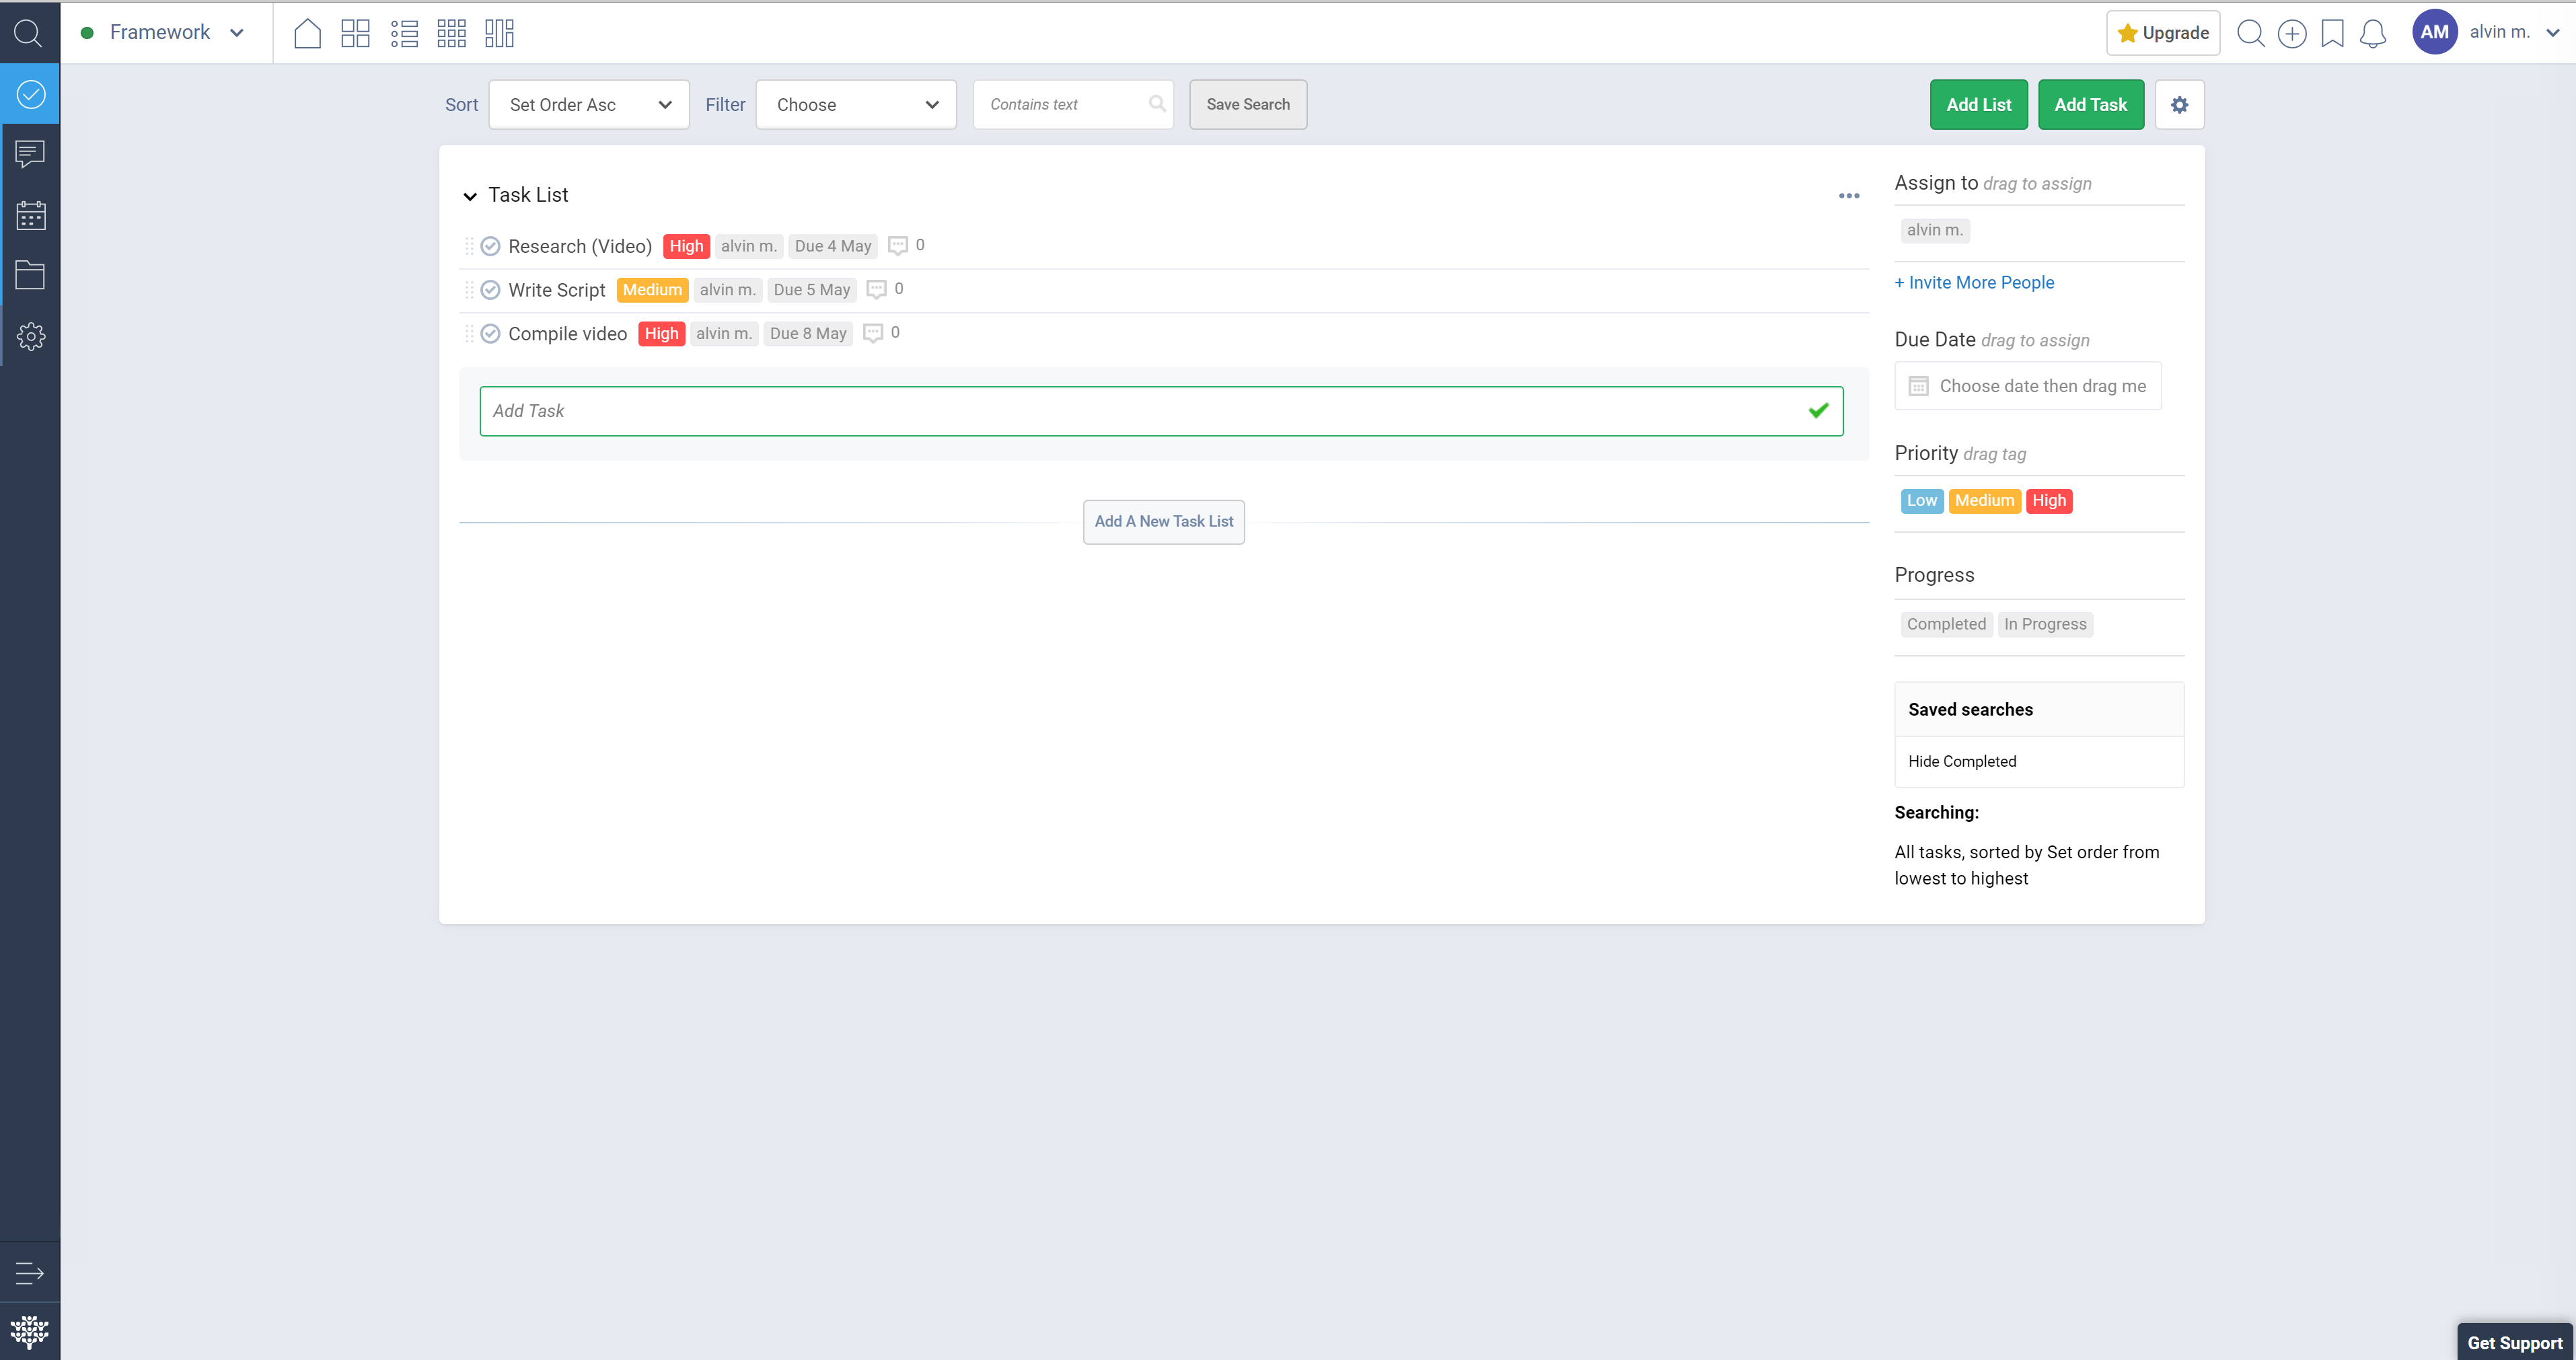 Framework
Upgrade
AM
alvin m.
Sort
Set Order Asc
Filter
Choose
Contains text
Save Search
Add List
Add Task
Task List
Research (Video) High alvin m. Due 4 May 0
Write Script Medium alvin m. Due 5 May 0
Compile video High alvin m. Due 8 May 0
Add Task
Add A New Task List
Assign to drag to assign
alvin m.
+ Invite More People
Due Date drag to assign
Choose date then drag me
Priority drag tag
Low Medium High
Progress
Completed In Progress
Saved searches
Hide Completed
Searching:
All tasks, sorted by Set order from
lowest to highest
Get Support